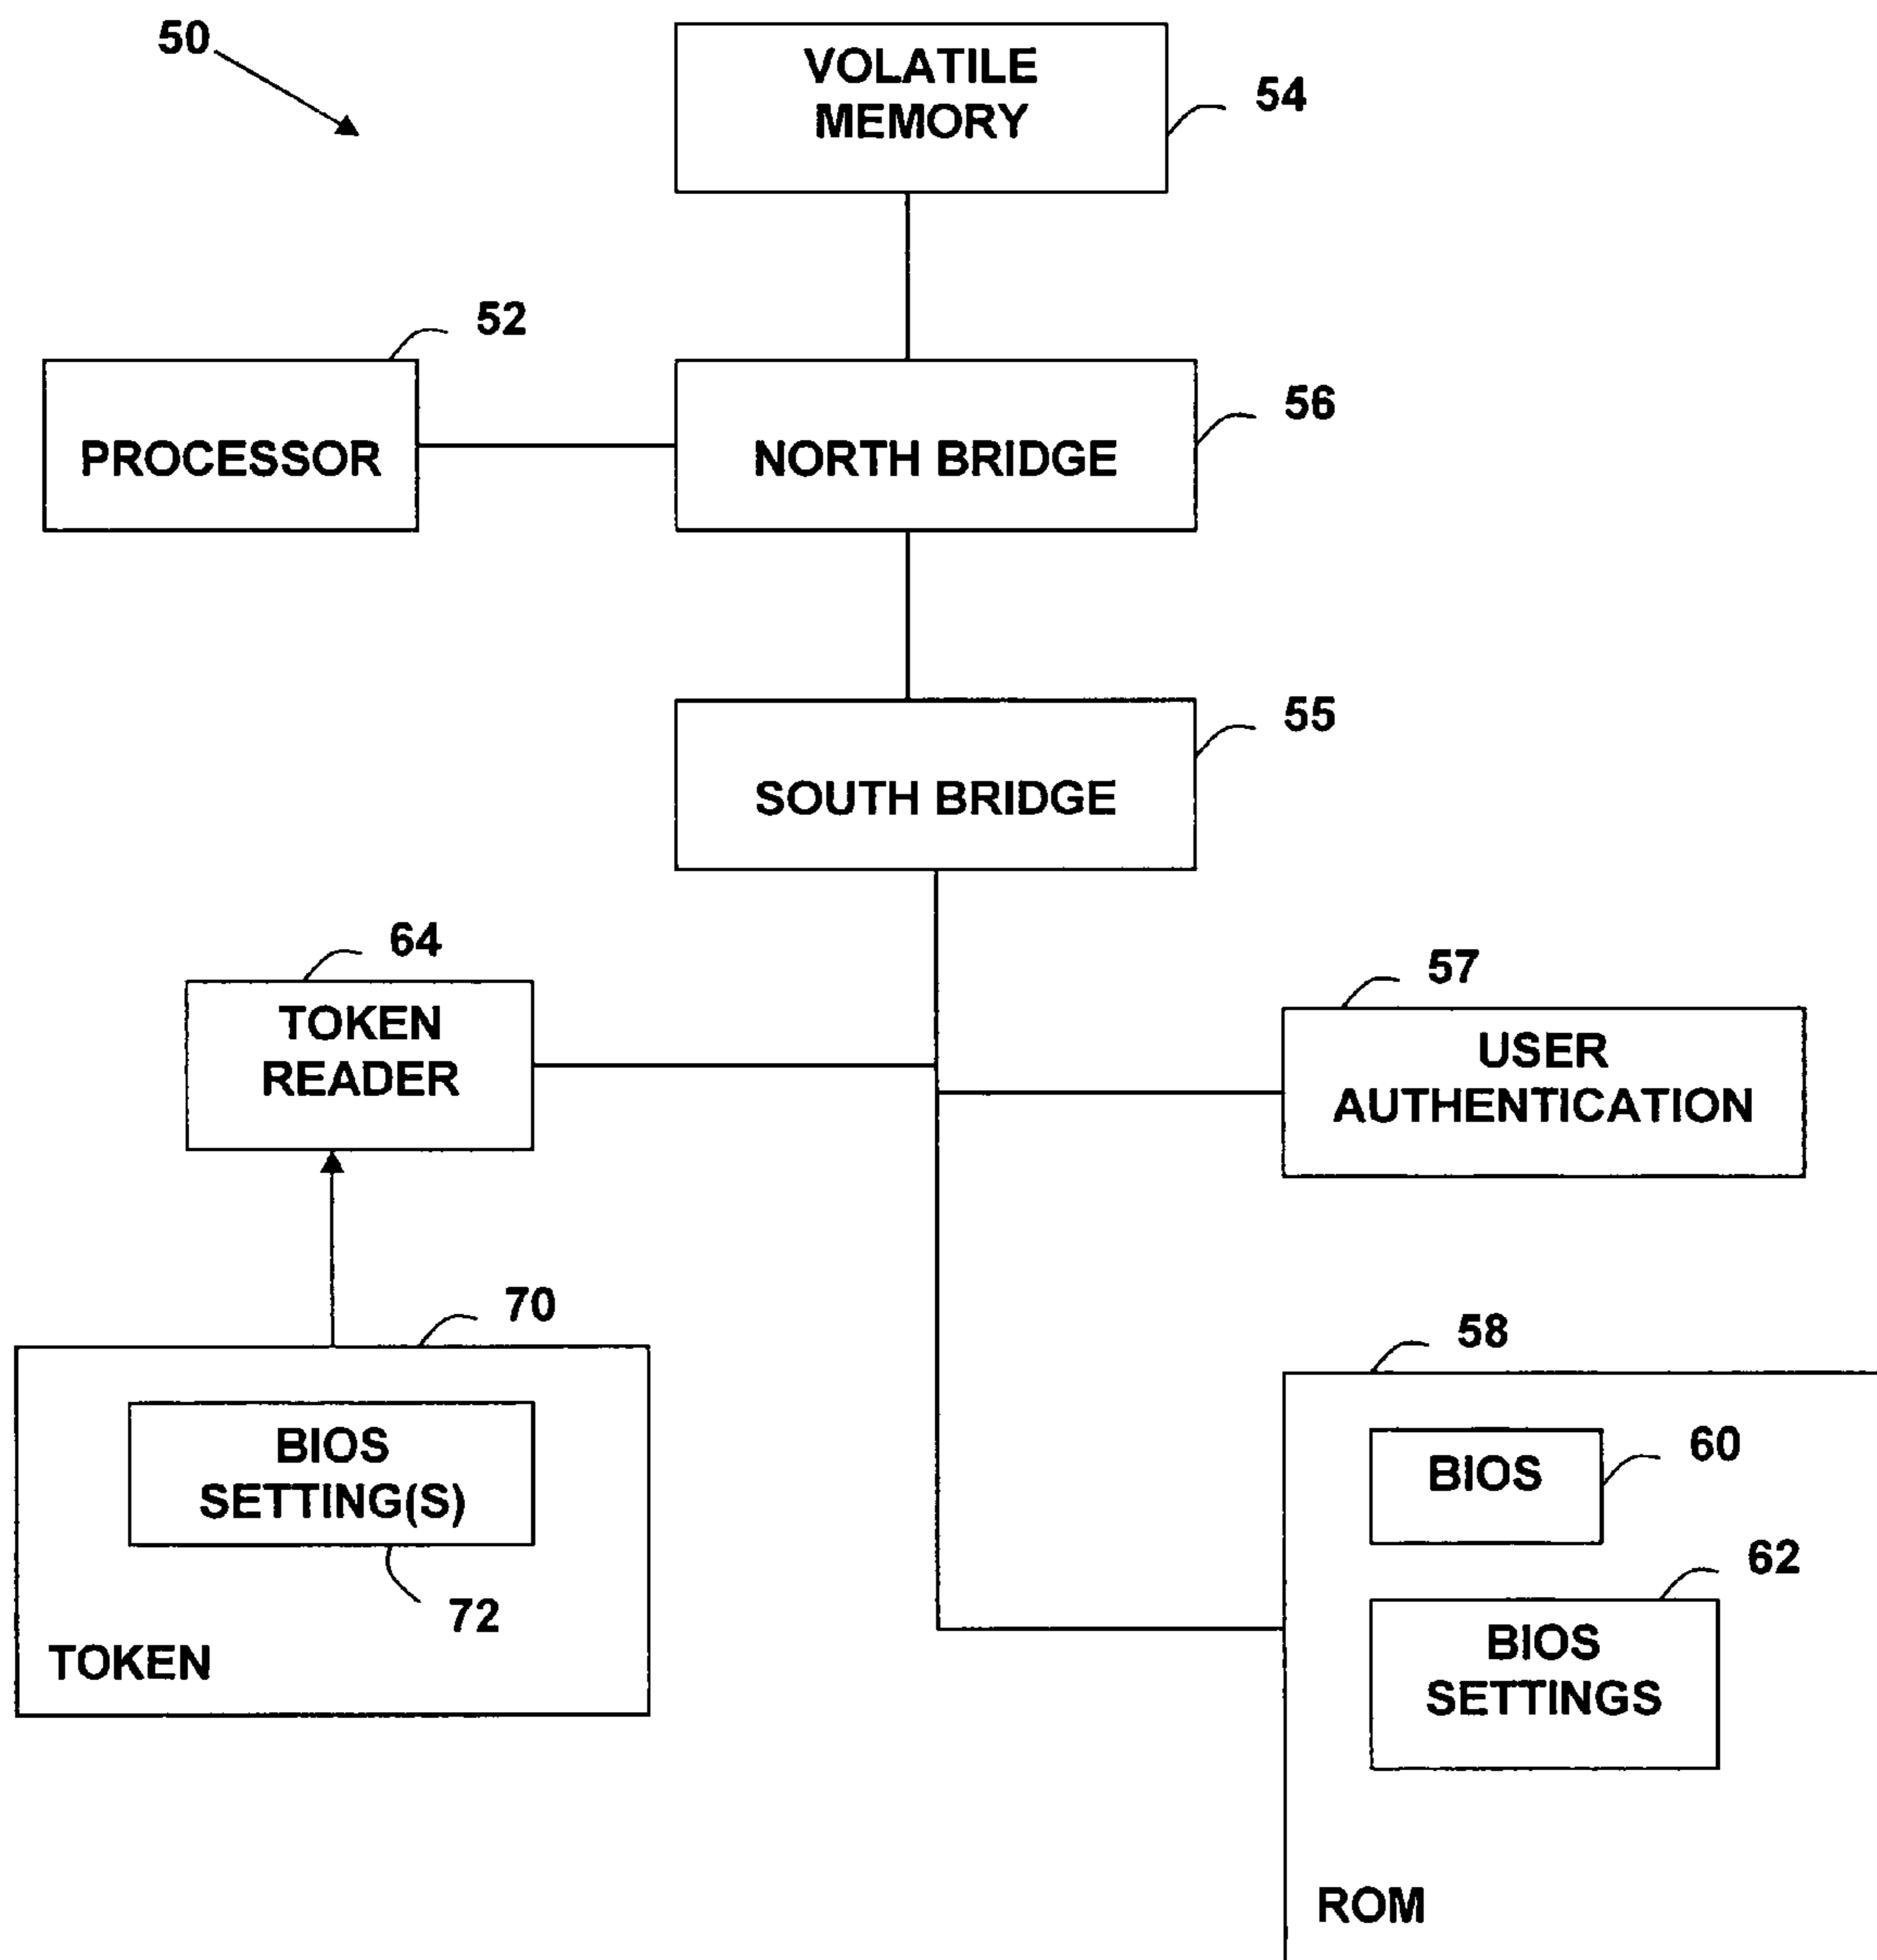 50
VOLATILE
MEMORY
54
52
PROCESSOR
56
NORTH BRIDGE
55
SOUTH BRIDGE
64
TOKEN
READER
57
USER
AUTHENTICATION
70
BIOS
SETTING(S)
72
TOKEN
58
BIOS
60
62
BIOS
SETTINGS
ROM